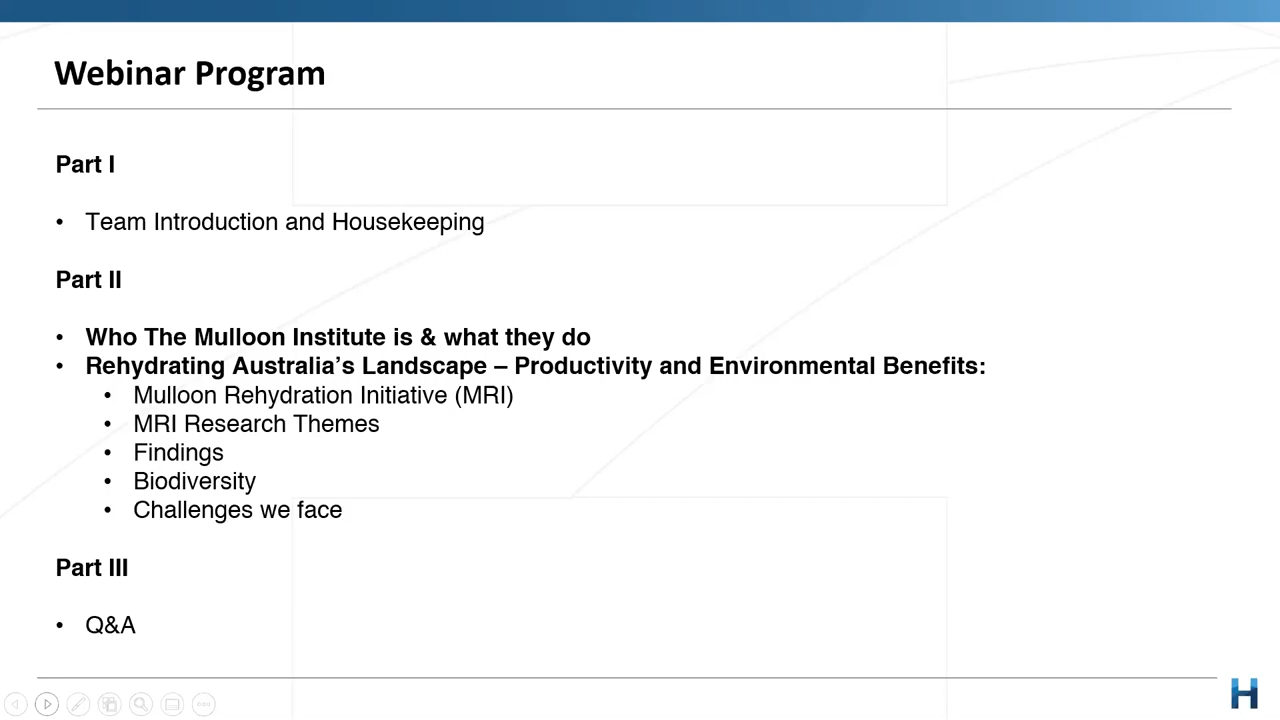 Webinar Program
Part I
• Team Introduction and Housekeeping
Part II
• Who The Mulloon Institute is & what they do
• Rehydrating Australia’s Landscape – Productivity and Environmental Benefits:
• Mulloon Rehydration Initiative (MRI)
• MRI Research Themes
• Findings
• Biodiversity
• Challenges we face
Part III
• Q&A
H